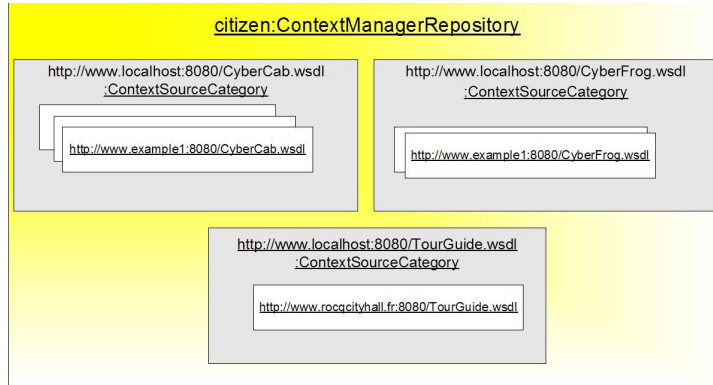 citizen:ContextManagerRepository
http://www.localhost:8080/CyberCab.wsdl
:ContextSourceCategory
http://www.example1:8080/CyberCab.wsdl
http://www.localhost:8080/CyberFrog.wsdl
:ContextSourceCategory
http://www.example1:8080/CyberFrog.wsdl
http://www.localhost:8080/TourGuide.wsdl
:ContextSourceCategory
http://www.rocqcityhall.fr:8080/TourGuide.wsdl